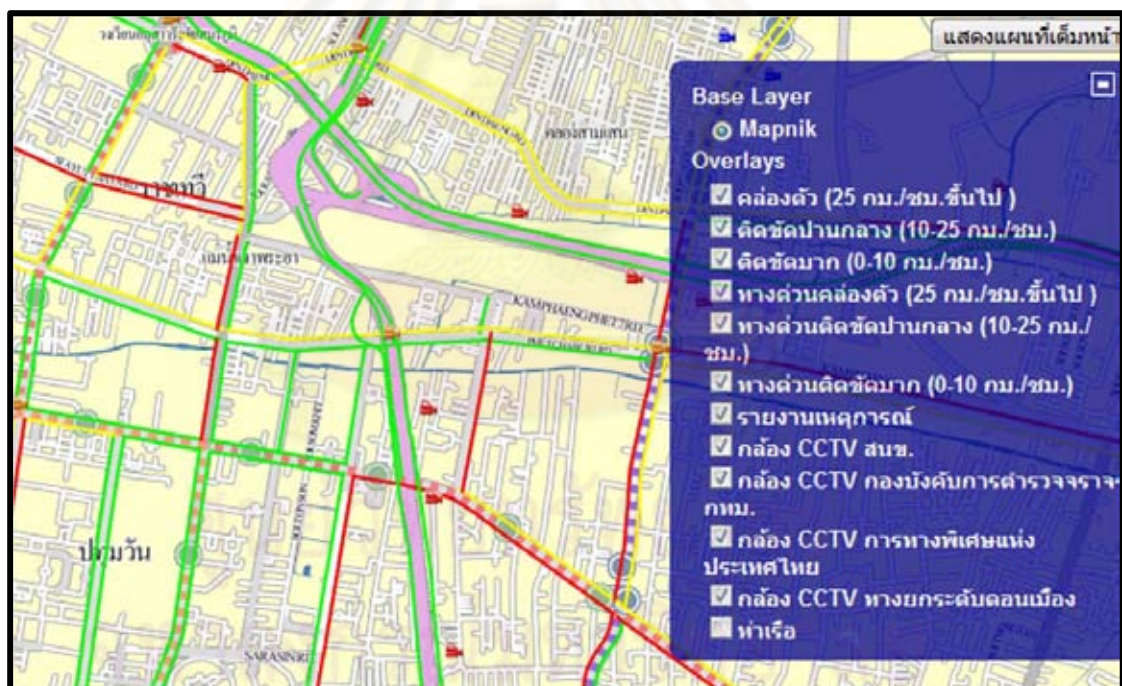 แสดงแผนที่เต็มหน้า
Base Layer
Mapnik
Overlays
คล่องตัว (25 กม./ชม.ขึ้นไป )
ติดขัดปานกลาง (10-25 กม./ชม.)
ติดขัดมาก (0-10 กม./ชม.)
ทางด่วนคล่องตัว (25 กม./ชม.ขึ้นไป )
ทางด่วนติดขัดปานกลาง (10-25 กม./
ชม.)
ทางด่วนติดขัดมาก (0-10 กม./ชม.)
รายงานเหตุการณ์
กล้อง CCTV สนข.
กล้อง CCTV กองบังคับการตำรวจจราจร
กทม.
กล้อง CCTV การทางพิเศษแห่ง
ประเทศไทย
กล้อง CCTV ทางยกระดับดอนเมือง
ท่าเรือ
คลองสามเสน
ราชเทวี
KAMPHAENG PHET 7 RD
PHETCHABURI RD
ปทุมวัน
SARASIN RD